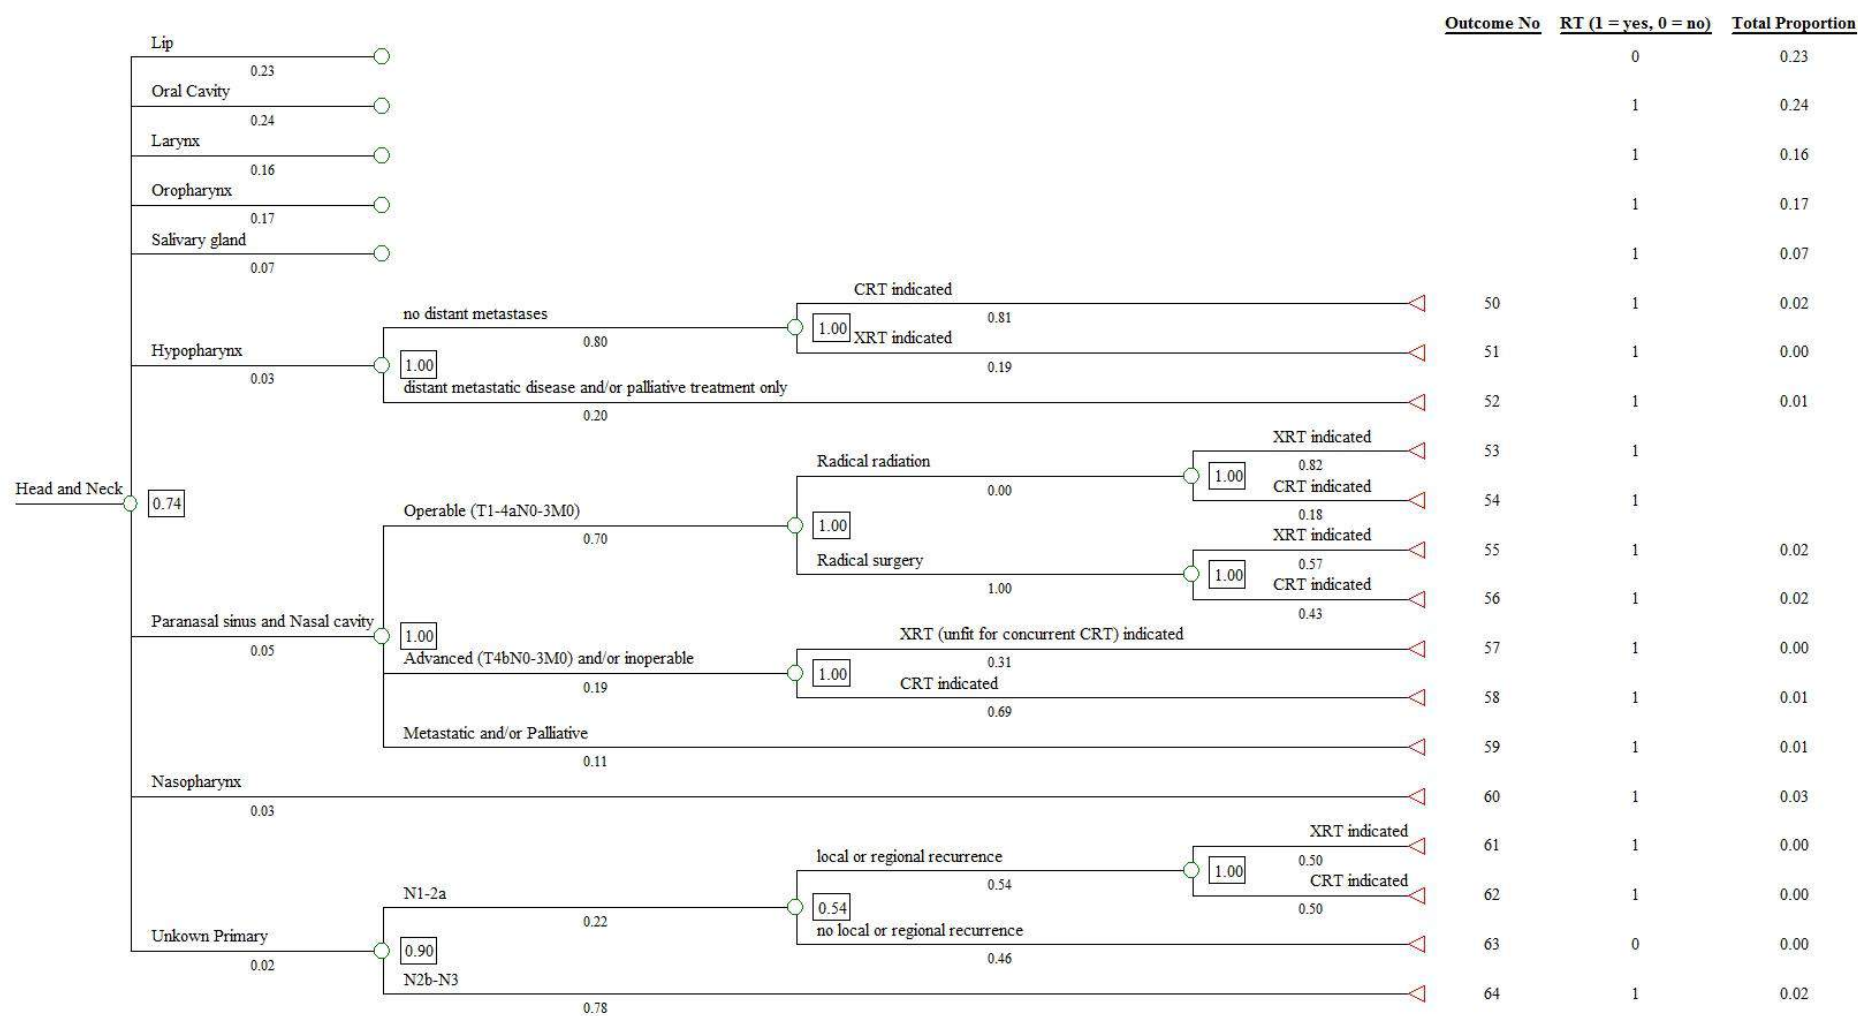 Outcome No RT (1 = yes, 0 = no) Total Proportion
Lip
0 0.23
0.23
Oral Cavity
1 0.24
0.24
Larynx
1 0.16
0.16
Oropharynx
1 0.17
0.17
Salivary gland
1 0.07
0.07
CRT indicated
50 1 0.02
no distant metastases
0.81
1.00
XRT indicated
0.80
Hypopharynx
51 1 0.00
1.00
0.19
0.03
distant metastatic disease and/or palliative treatment only
52 1 0.01
0.20
XRT indicated
53 1
Radical radiation
0.82
1.00
CRT indicated
0.00
Head and Neck
0.74
54 1
Operable (T1-4aN0-3M0)
0.18
1.00
XRT indicated
0.70
55 1 0.02
Radical surgery
0.57
1.00
CRT indicated
1.00
56 1 0.02
0.43
Paranasal sinus and Nasal cavity
1.00
XRT (unfit for concurrent CRT) indicated
0.05
57 1 0.00
Advanced (T4bN0-3M0) and/or inoperable
0.31
1.00
CRT indicated
0.19
58 1 0.01
0.69
Metastatic and/or Palliative
59 1 0.01
0.11
Nasopharynx
60 1 0.03
0.03
XRT indicated
61 1 0.00
local or regional recurrence
0.50
1.00
CRT indicated
0.54
N1-2a
62 1 0.00
0.54
0.50
0.22
no local or regional recurrence
Unkown Primary
63 0 0.00
0.90
0.46
0.02
N2b-N3
64 1 0.02
0.78